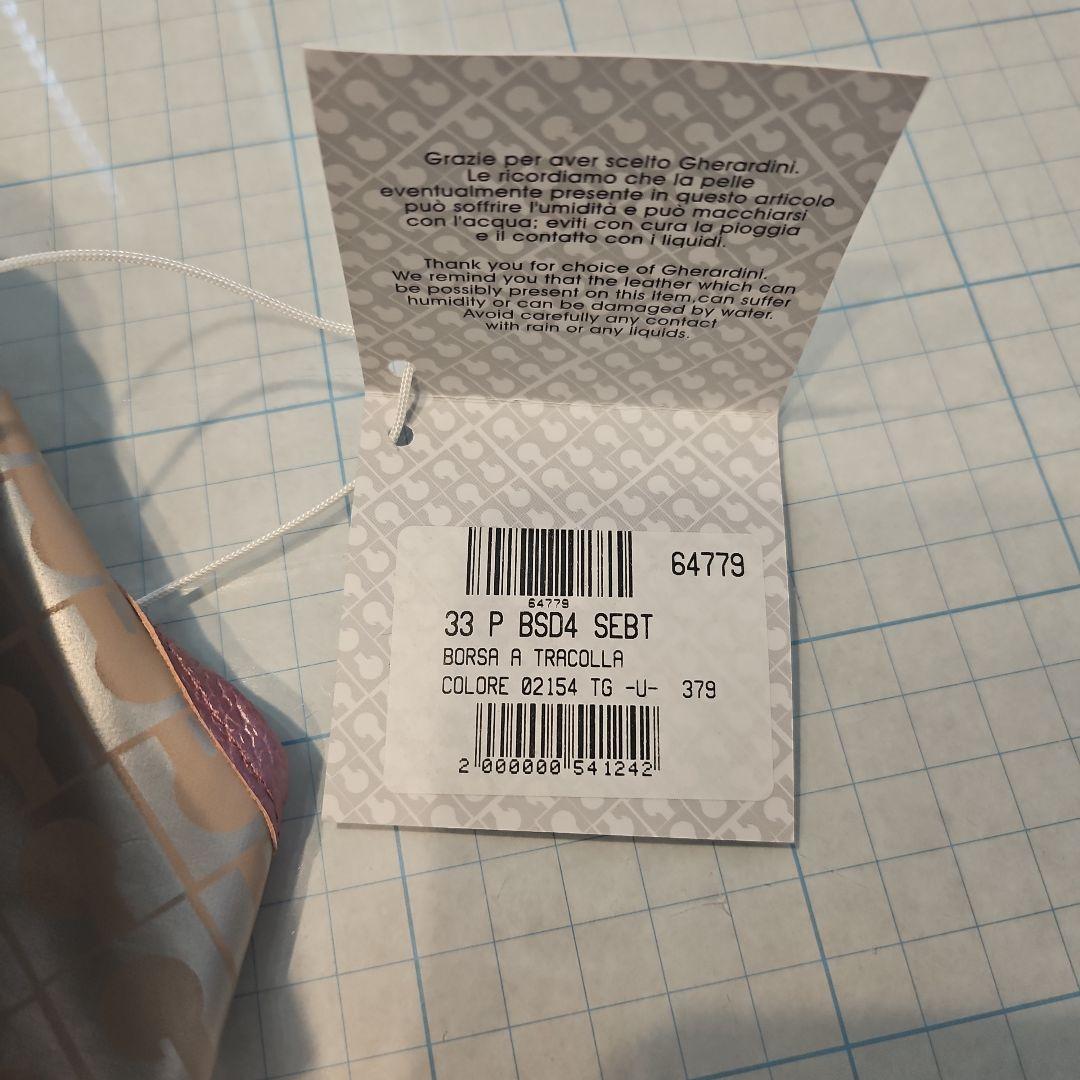 Grazie per aver scelto Gherardini.
Le ricordiamo che la pelle
eventualmente presente in questo articolo
può soffrire l'umidità e può macchiarsi
con l'acqua; eviti con cura la pioggia
e il contatto con i liquidi.
Thank you for choice of Gherardini.
We remind you that the leather which can
be possibly present on this item,can suffer
humidity or can be damaged by water.
Avoid carefully any contact
with rain or any liquids.
64779
64779
33 P BSD4 SEBT
BORSA A TRACOLLA
COLORE 02154 TG -U- 379
2 000000 541242